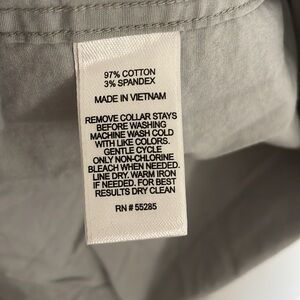 97% COTTON
3% SPANDEX
MADE IN VIETNAM
REMOVE COLLAR STAYS
BEFORE WASHING
MACHINE WASH COLD
WITH LIKE COLORS.
GENTLE CYCLE
ONLY NON-CHLORINE
BLEACH WHEN NEEDED.
LINE DRY. WARM IRON
IF NEEDED. FOR BEST
RESULTS DRY CLEAN
RN # 55285